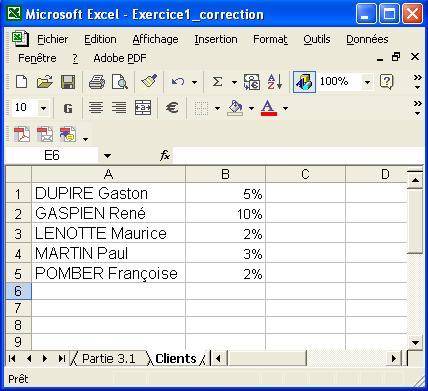 Microsoft Excel - Exercice1_correction
Fichier Edition Affichage Insertion Format Outils Données
Fenêtre ? Adobe PDF
Σ 100% ?
10 G € A
E6 fx
A B C D
1 DUPIRE Gaston 5%
2 GASPIEN René 10%
3 LENOTTE Maurice 2%
4 MARTIN Paul 3%
5 POMBER Françoise 2%
6
7
8
9
Partie 3.1 Clients
Prêt